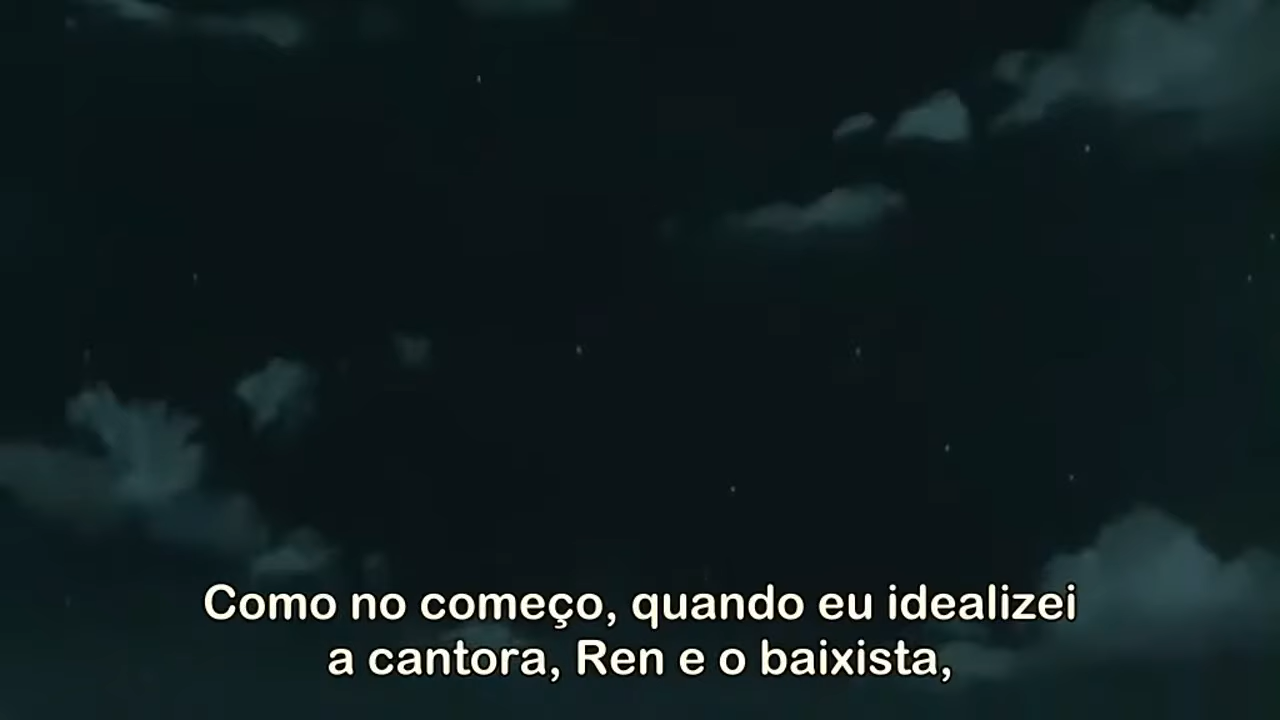 Como no começo, quando eu idealizei
a cantora, Ren e o baixista,